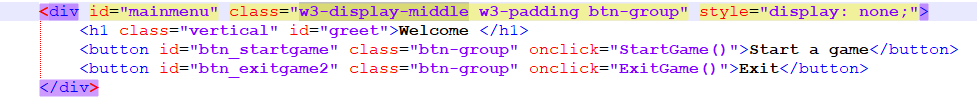 <div id="mainmenu" class="w3-display-middle w3-padding btn-group" style="display: none;">
<h1 class="vertical" id="greet">Welcome </h1>
<button id="btn_startgame" class="btn-group" onclick="StartGame()">Start a game</button>
<button id="btn_exitgame2" class="btn-group" onclick="ExitGame()">Exit</button>
</div>